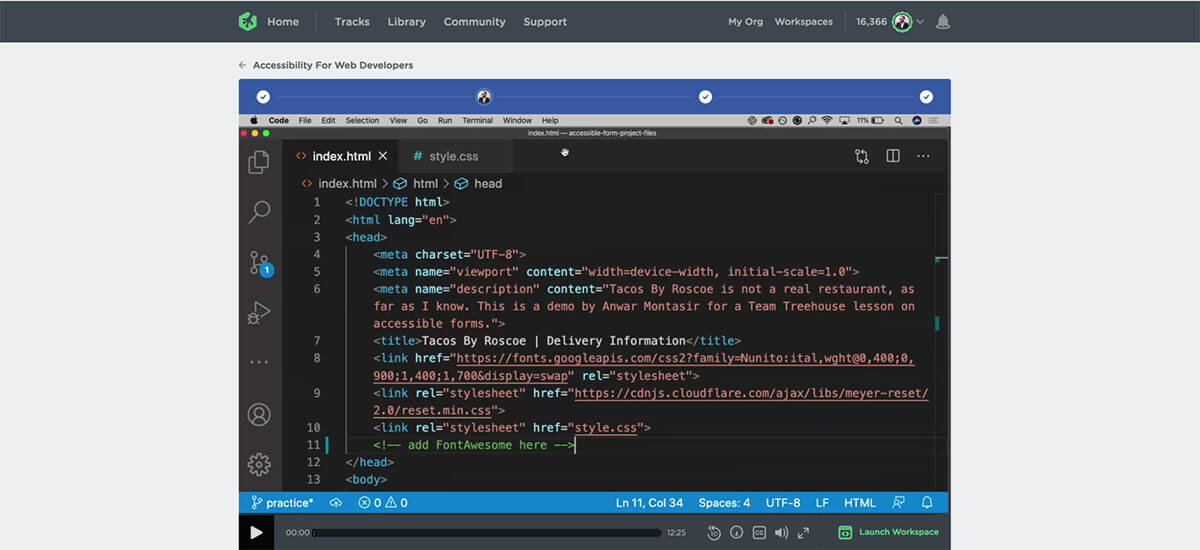 Home Tracks Library Community Support My Org Workspaces 16,366
← Accessibility For Web Developers
Code File Edit Selection View Go Run Terminal Window Help 11%
index.html — accessible-form-project-files
<> index.html × # style.css ...
<> index.html > html > head
1 <!DOCTYPE html>
2 <html lang="en">
3 <head>
4 <meta charset="UTF-8">
5 <meta name="viewport" content="width=device-width, initial-scale=1.0">
6 <meta name="description" content="Tacos By Roscoe is not a real restaurant, as
far as I know. This is a demo by Anwar Montasir for a Team Treehouse lesson on
accessible forms.">
7 <title>Tacos By Roscoe | Delivery Information</title>
8 <link href="https://fonts.googleapis.com/css2?family=Nunito:ital,wght@0,400;0,
900;1,400;1,700&display=swap" rel="stylesheet">
9 <link rel="stylesheet" href="https://cdnjs.cloudflare.com/ajax/libs/meyer-reset/
2.0/reset.min.css">
10 <link rel="stylesheet" href="style.css">
11 <!-- add FontAwesome here -->
12 </head>
13 <body>
1
practice* 0 0 Ln 11, Col 34 Spaces: 4 UTF-8 LF HTML
00:00 12:25 10 CC Launch Workspace